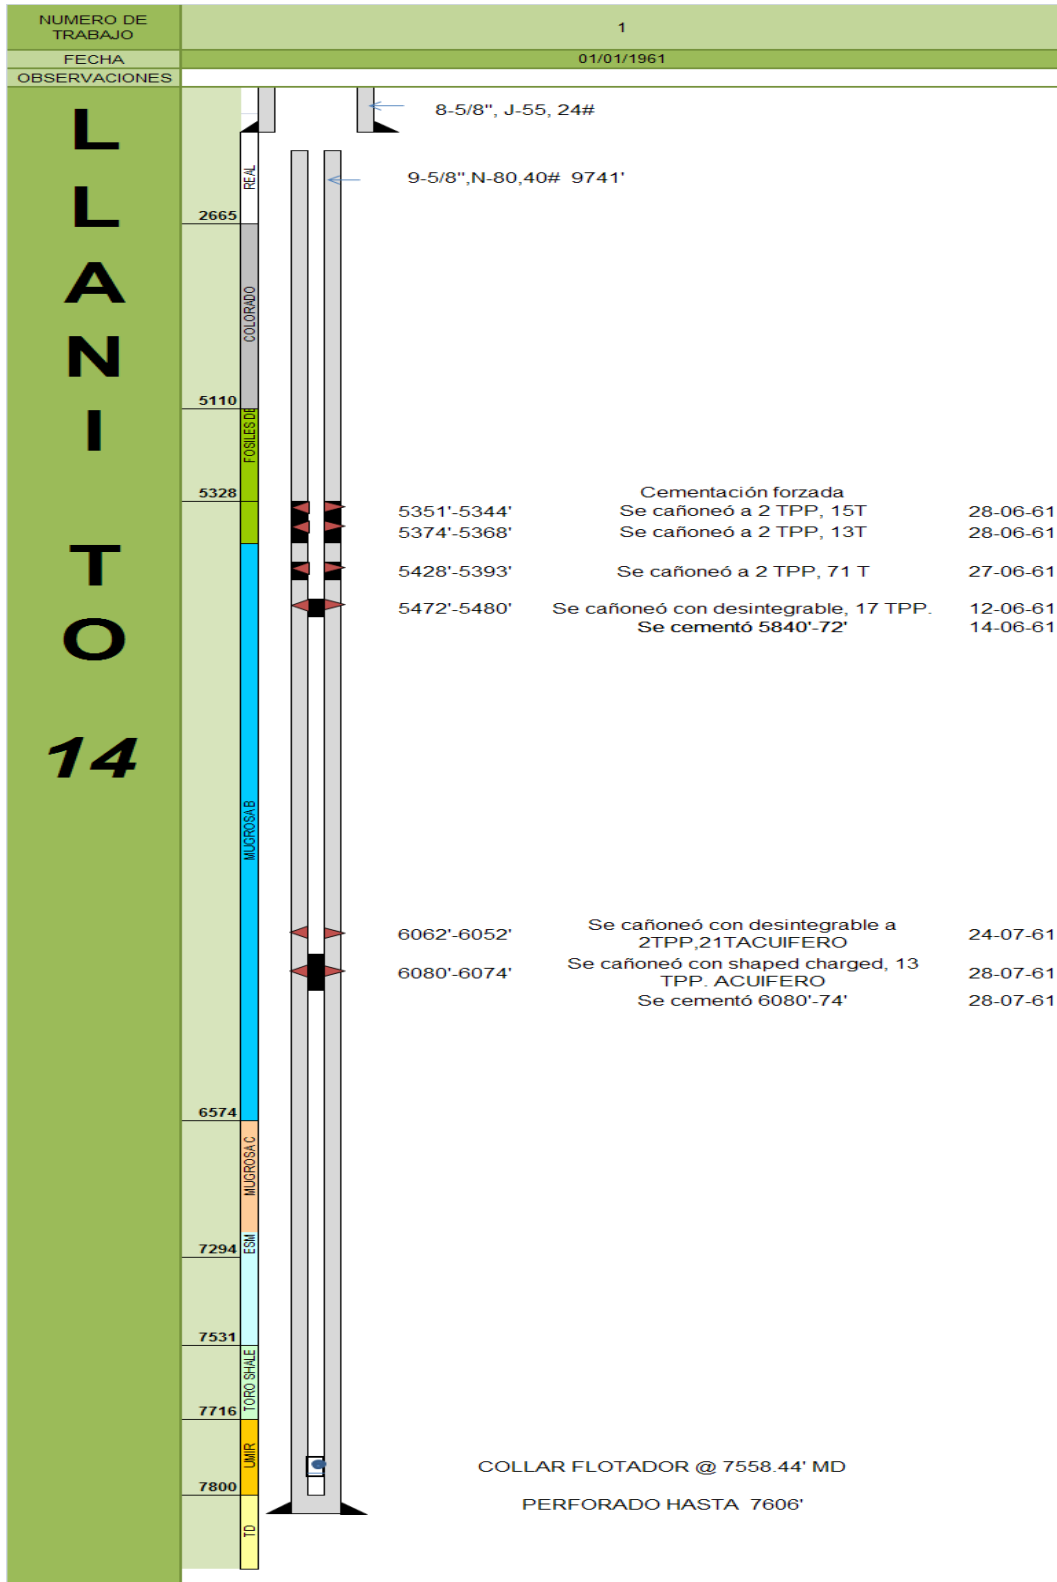 NUMERO DE
TRABAJO
1
FECHA
01/01/1961
OBSERVACIONES
LLANITO
14
8-5/8", J-55, 24#
REAL
9-5/8",N-80,40# 9741'
2665
COLORADO
5110
FOSILES DE
5328
Cementación forzada
5351'-5344' Se cañoneó a 2 TPP, 15T 28-06-61
5374'-5368' Se cañoneó a 2 TPP, 13T 28-06-61
5428'-5393' Se cañoneó a 2 TPP, 71 T 27-06-61
5472'-5480' Se cañoneó con desintegrable, 17 TPP. 12-06-61
Se cementó 5840'-72' 14-06-61
MUGROSA B
6062'-6052' Se cañoneó con desintegrable a
2TPP,21TACUIFERO 24-07-61
6080'-6074' Se cañoneó con shaped charged, 13
TPP. ACUIFERO 28-07-61
Se cementó 6080'-74' 28-07-61
6574
MUGROSA C
7294
ESM
7531
TORO SHALE
7716
UMIR
COLLAR FLOTADOR @ 7558.44' MD
7800
PERFORADO HASTA 7606'
TD